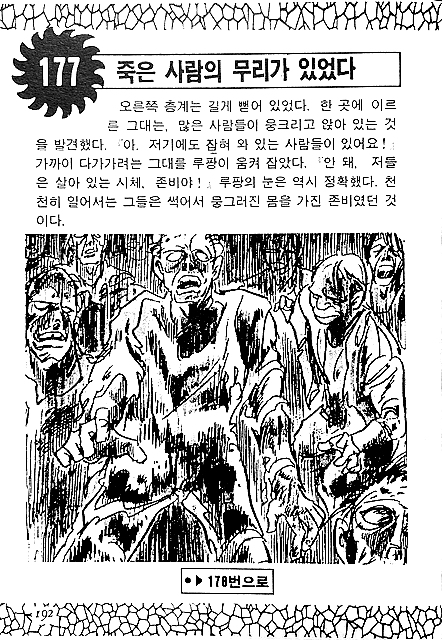 177
죽은 사람의 무리가 있었다
오른쪽 층계는 길게 뻗어 있었다. 한 곳에 이르
른 그대는, 많은 사람들이 웅크리고 앉아 있는 것
을 발견했다. 『아, 저기에도 잡혀 와 있는 사람들이 있어요!』
가까이 다가가려는 그대를 루팡이 움켜 잡았다. 『안 돼, 저들
은 살아 있는 시체, 존비야!』 루팡의 눈은 역시 정확했다. 천
천히 일어서는 그들은 썩어서 뭉그러진 몸을 가진 존비였던 것
이다.
●▶178번으로
192